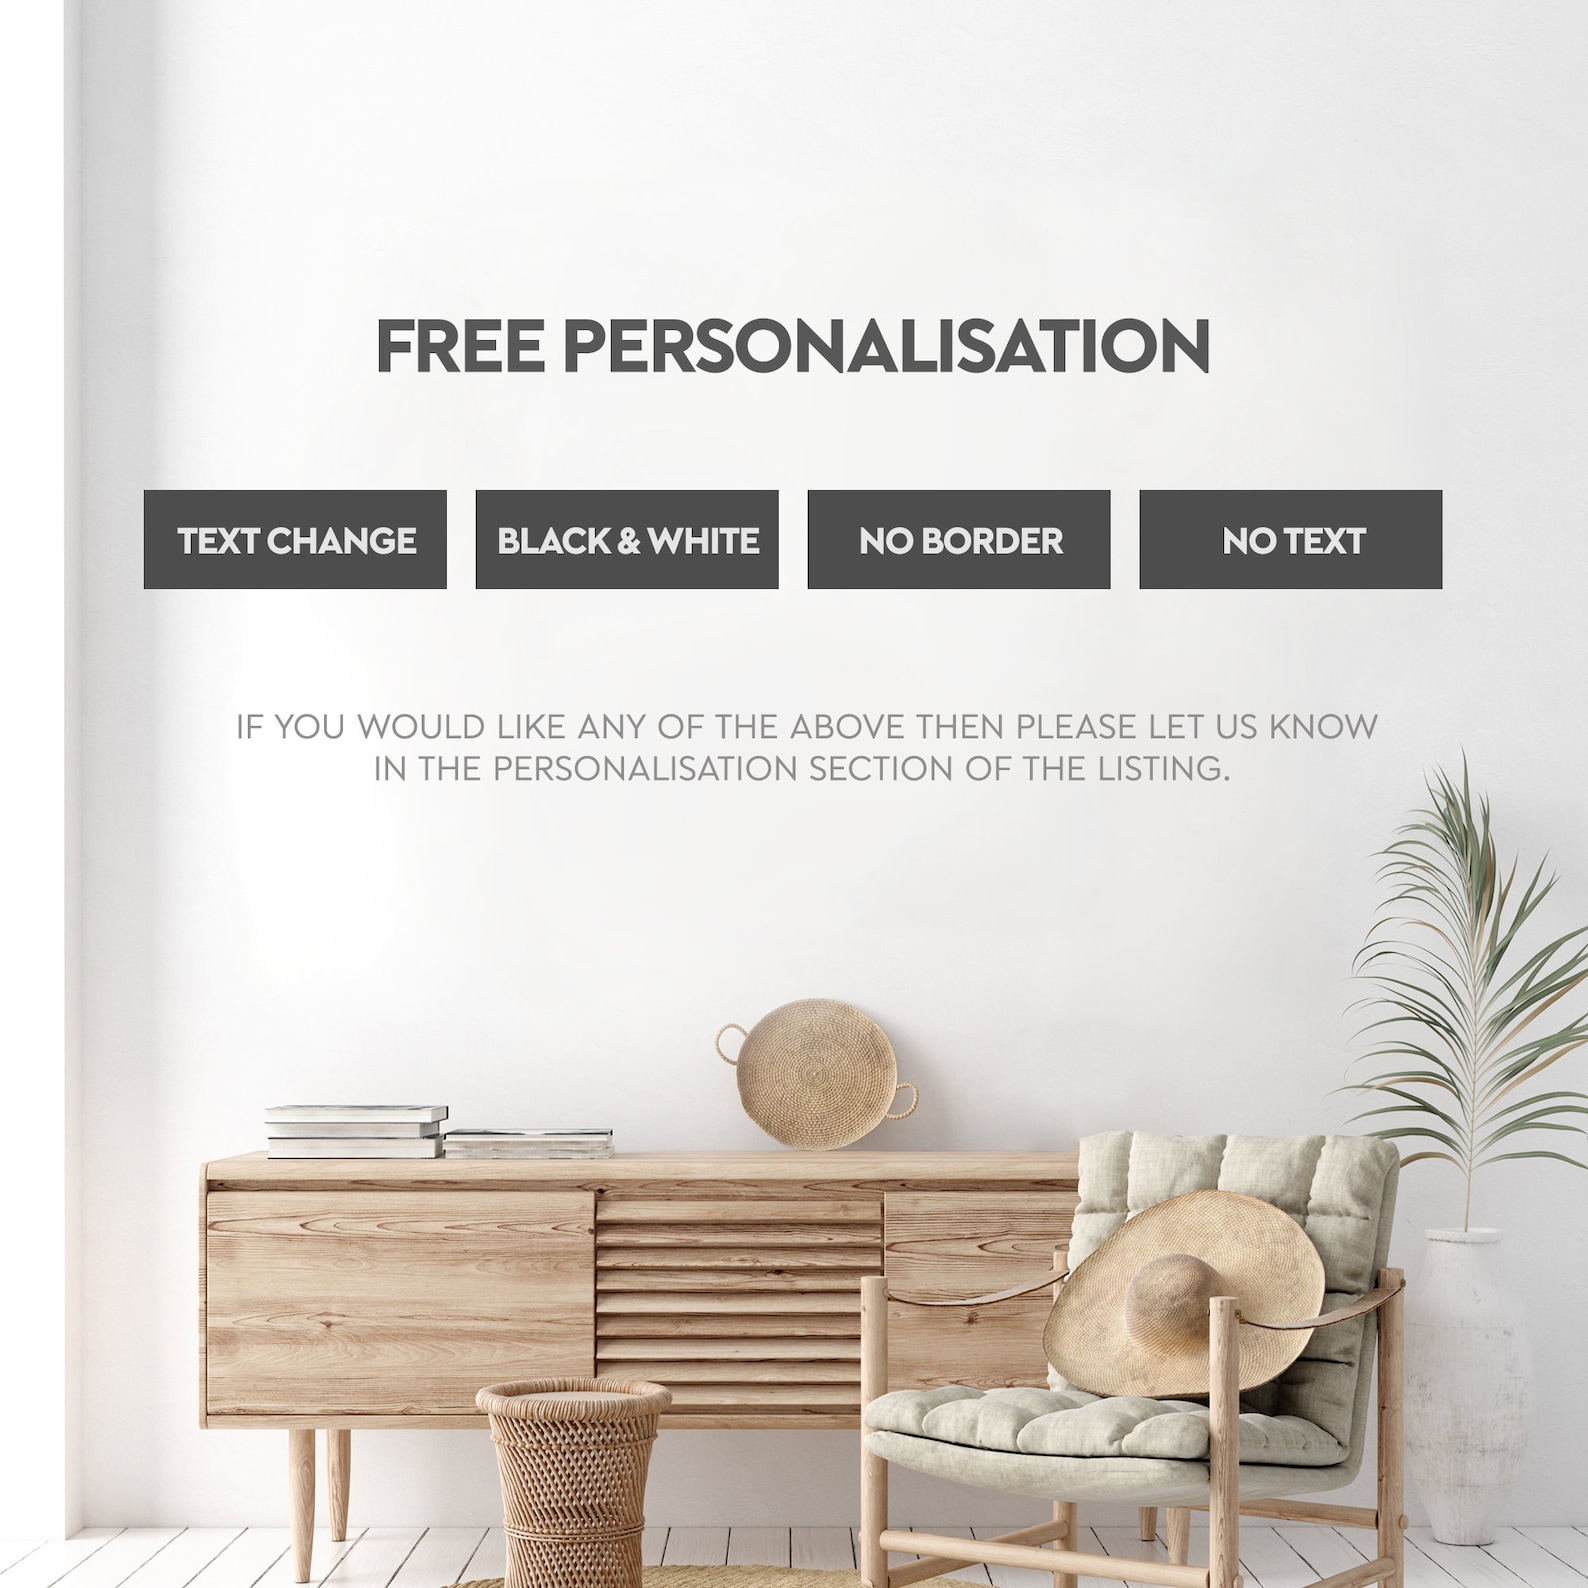 FREE PERSONALISATION
TEXT CHANGE
BLACK & WHITE
NO BORDER
NO TEXT
IF YOU WOULD LIKE ANY OF THE ABOVE THEN PLEASE LET US KNOW
IN THE PERSONALISATION SECTION OF THE LISTING.